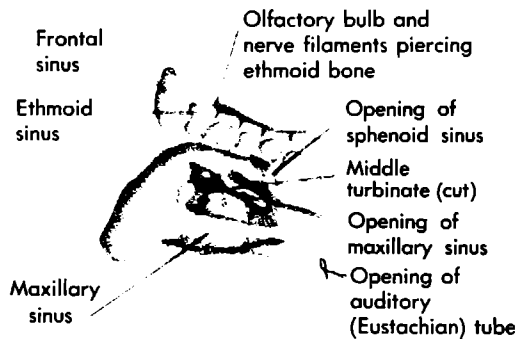 Frontal
sinus
Ethmoid
sinus
Olfactory bulb and
nerve filaments piercing
ethmoid bone
Opening of
sphenoid sinus
Middle
turbinate (cut)
Opening of
maxillary sinus
Opening of
auditory
(Eustachian) tube
Maxillary
sinus